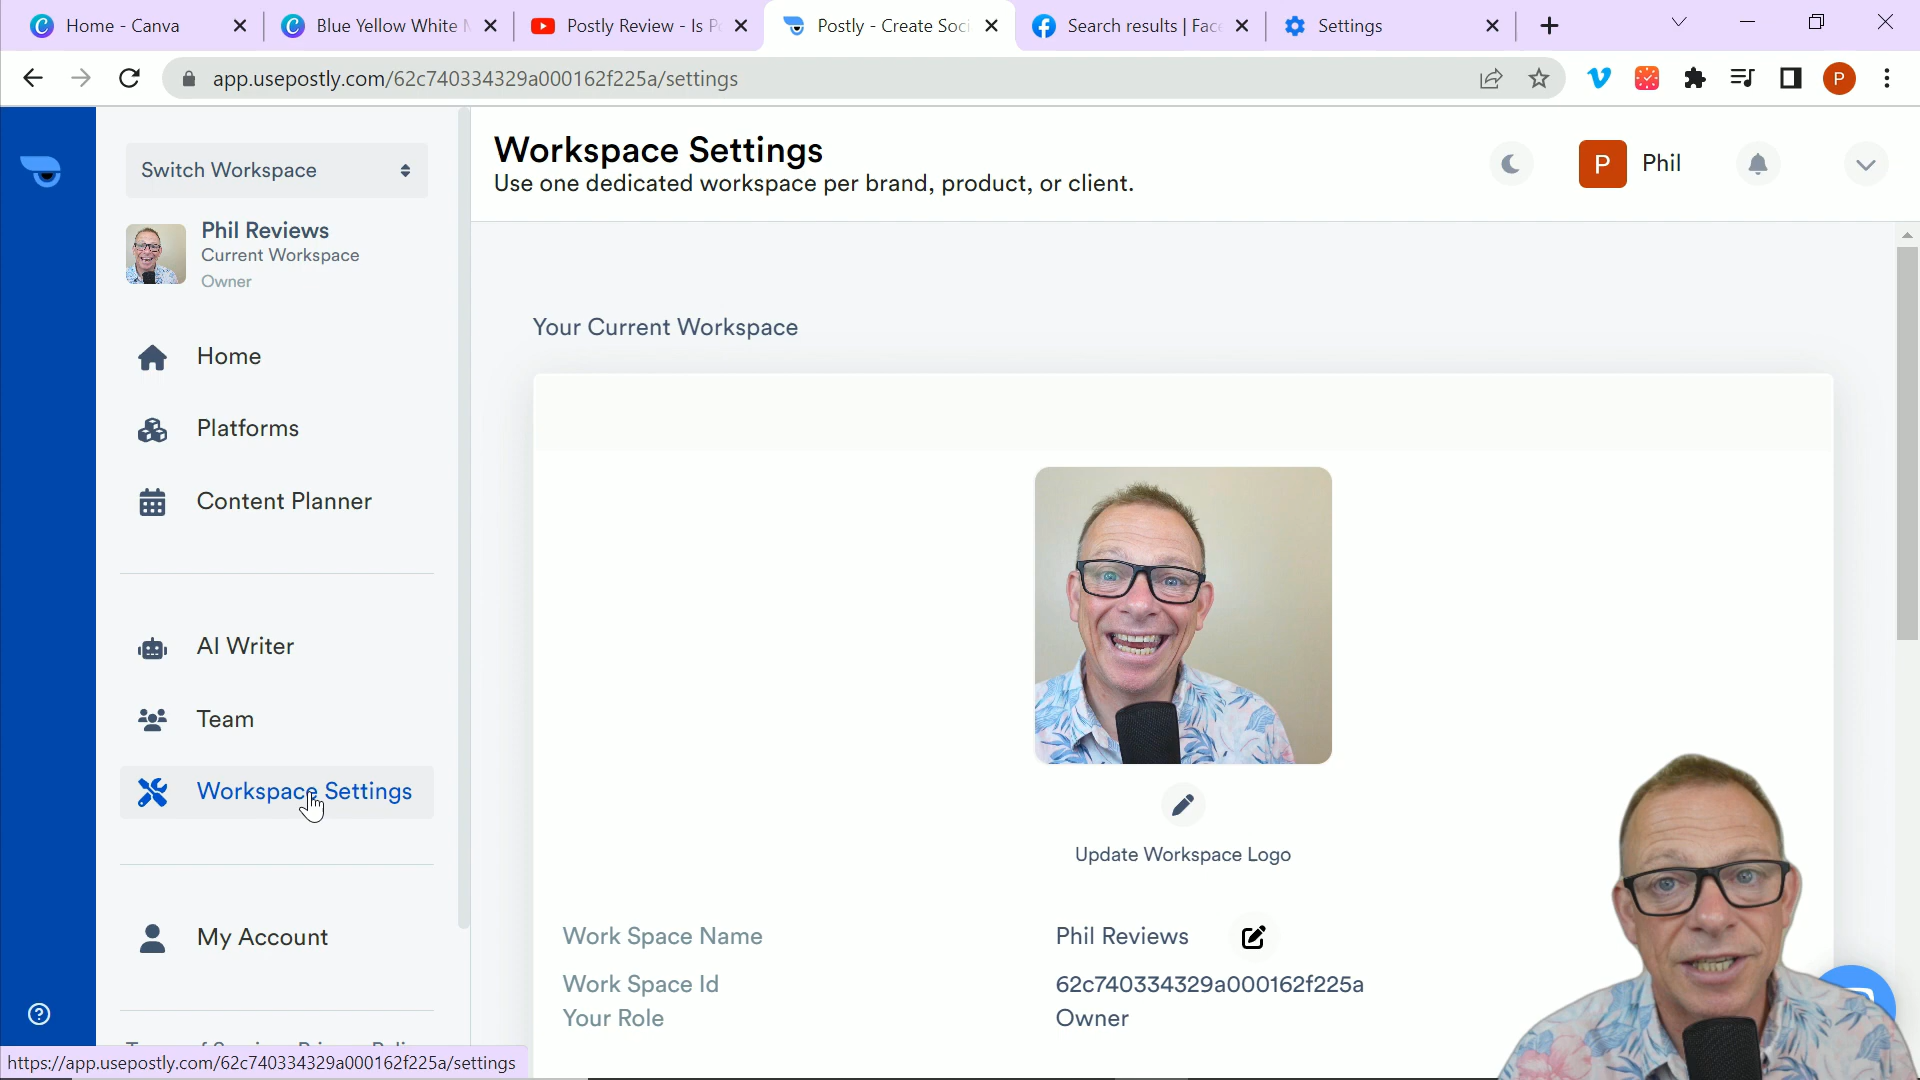 Home - Canva
Blue Yellow White
Postly Review - Is P
Postly - Create Soci
Search results | Fac
Settings
app.usepostly.com/62c740334329a000162f225a/settings
P
Switch Workspace
Phil Reviews
Current Workspace
Owner
Home
Platforms
Content Planner
AI Writer
Team
Workspace Settings
My Account
https://app.usepostly.com/62c740334329a000162f225a/settings
Workspace Settings
Use one dedicated workspace per brand, product, or client.
P Phil
Your Current Workspace
Update Workspace Logo
Work Space Name Phil Reviews
Work Space Id 62c740334329a000162f225a
Your Role Owner